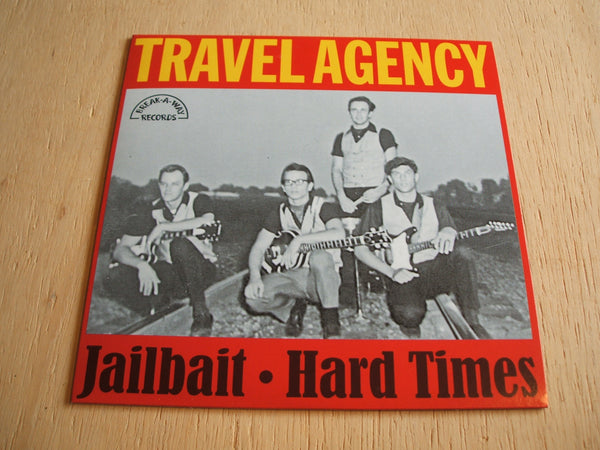 TRAVEL AGENCY
BREAK-A-WAY
RECORDS
Jailbait • Hard Times